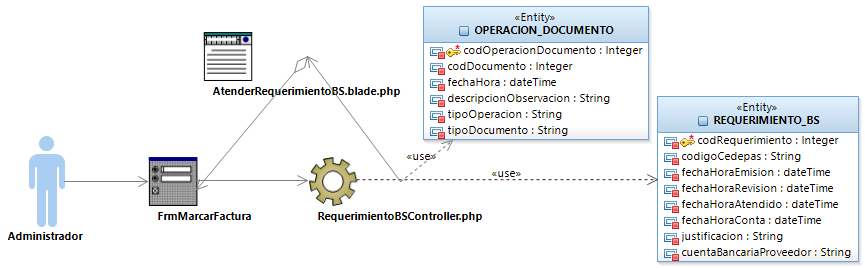 «Entity»
OPERACION_DOCUMENTO
codOperacionDocumento : Integer
codDocumento : Integer
fechaHora : dateTime
descripcionObservacion : String
tipoOperacion : String
tipoDocumento : String
AtenderRequerimientoBS.blade.php
«Entity»
REQUERIMIENTO_BS
codRequerimiento : Integer
codigoCedepas : String
fechaHoraEmision : dateTime
fechaHoraRevision : dateTime
fechaHoraAtendido : dateTime
fechaHoraConta : dateTime
justificacion : String
cuentaBancariaProveedor : String
«use»
«use»
Administrador
FrmMarcarFactura
RequerimientoBSController.php